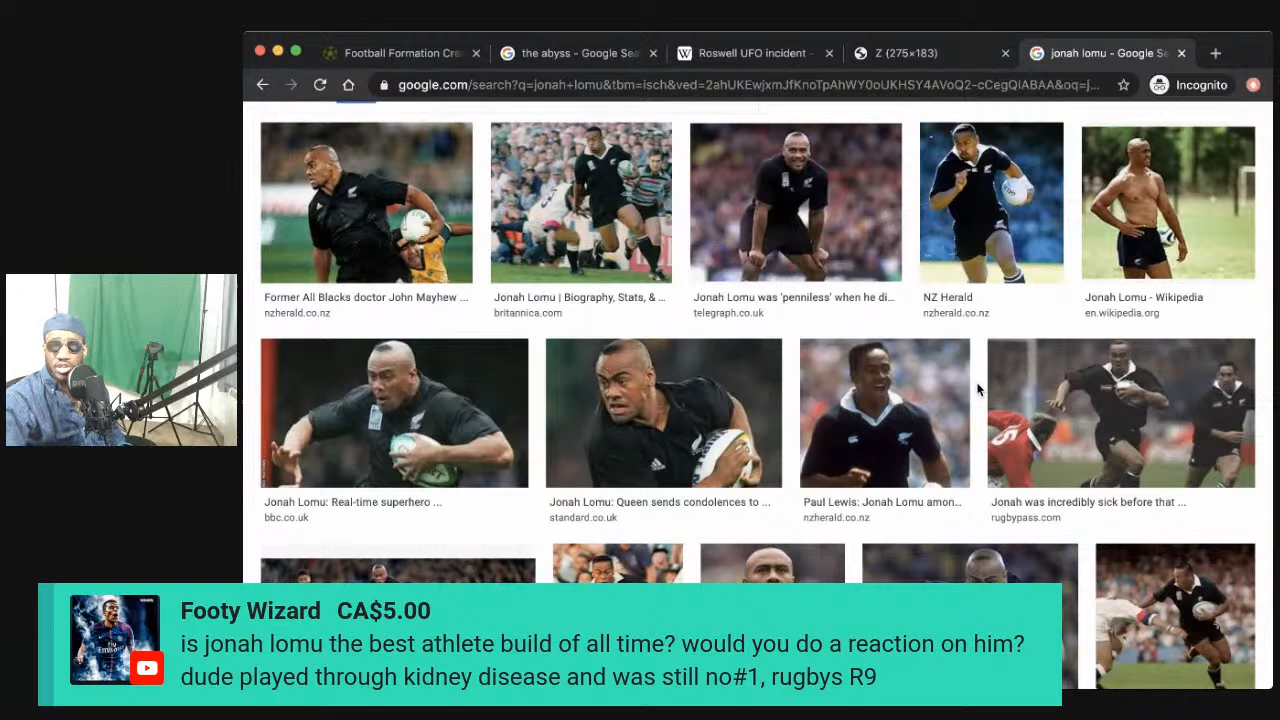 Football Formation Cre
the abyss - Google Sea
Roswell UFO incident -
Z (275×183)
jonah lomu - Google Se
google.com/search?q=jonah+lomu&tbm=isch&ved=2ahUKEwjxmJfKnoTpAhWY0oUKHSY4AVoQ2-cCegQIABAA&oq=j...
Incognito
Former All Blacks doctor John Mayhew ...
nzherald.co.nz
Jonah Lomu | Biography, Stats, & ...
britannica.com
Jonah Lomu was 'penniless' when he di...
telegraph.co.uk
NZ Herald
nzherald.co.nz
Jonah Lomu - Wikipedia
en.wikipedia.org
Jonah Lomu: Real-time superhero ...
bbc.co.uk
Jonah Lomu: Queen sends condolences to ...
standard.co.uk
Paul Lewis: Jonah Lomu amon...
nzherald.co.nz
Jonah was incredibly sick before that ...
rugbypass.com
Footy Wizard CA$5.00
is jonah lomu the best athlete build of all time? would you do a reaction on him?
dude played through kidney disease and was still no#1, rugbys R9